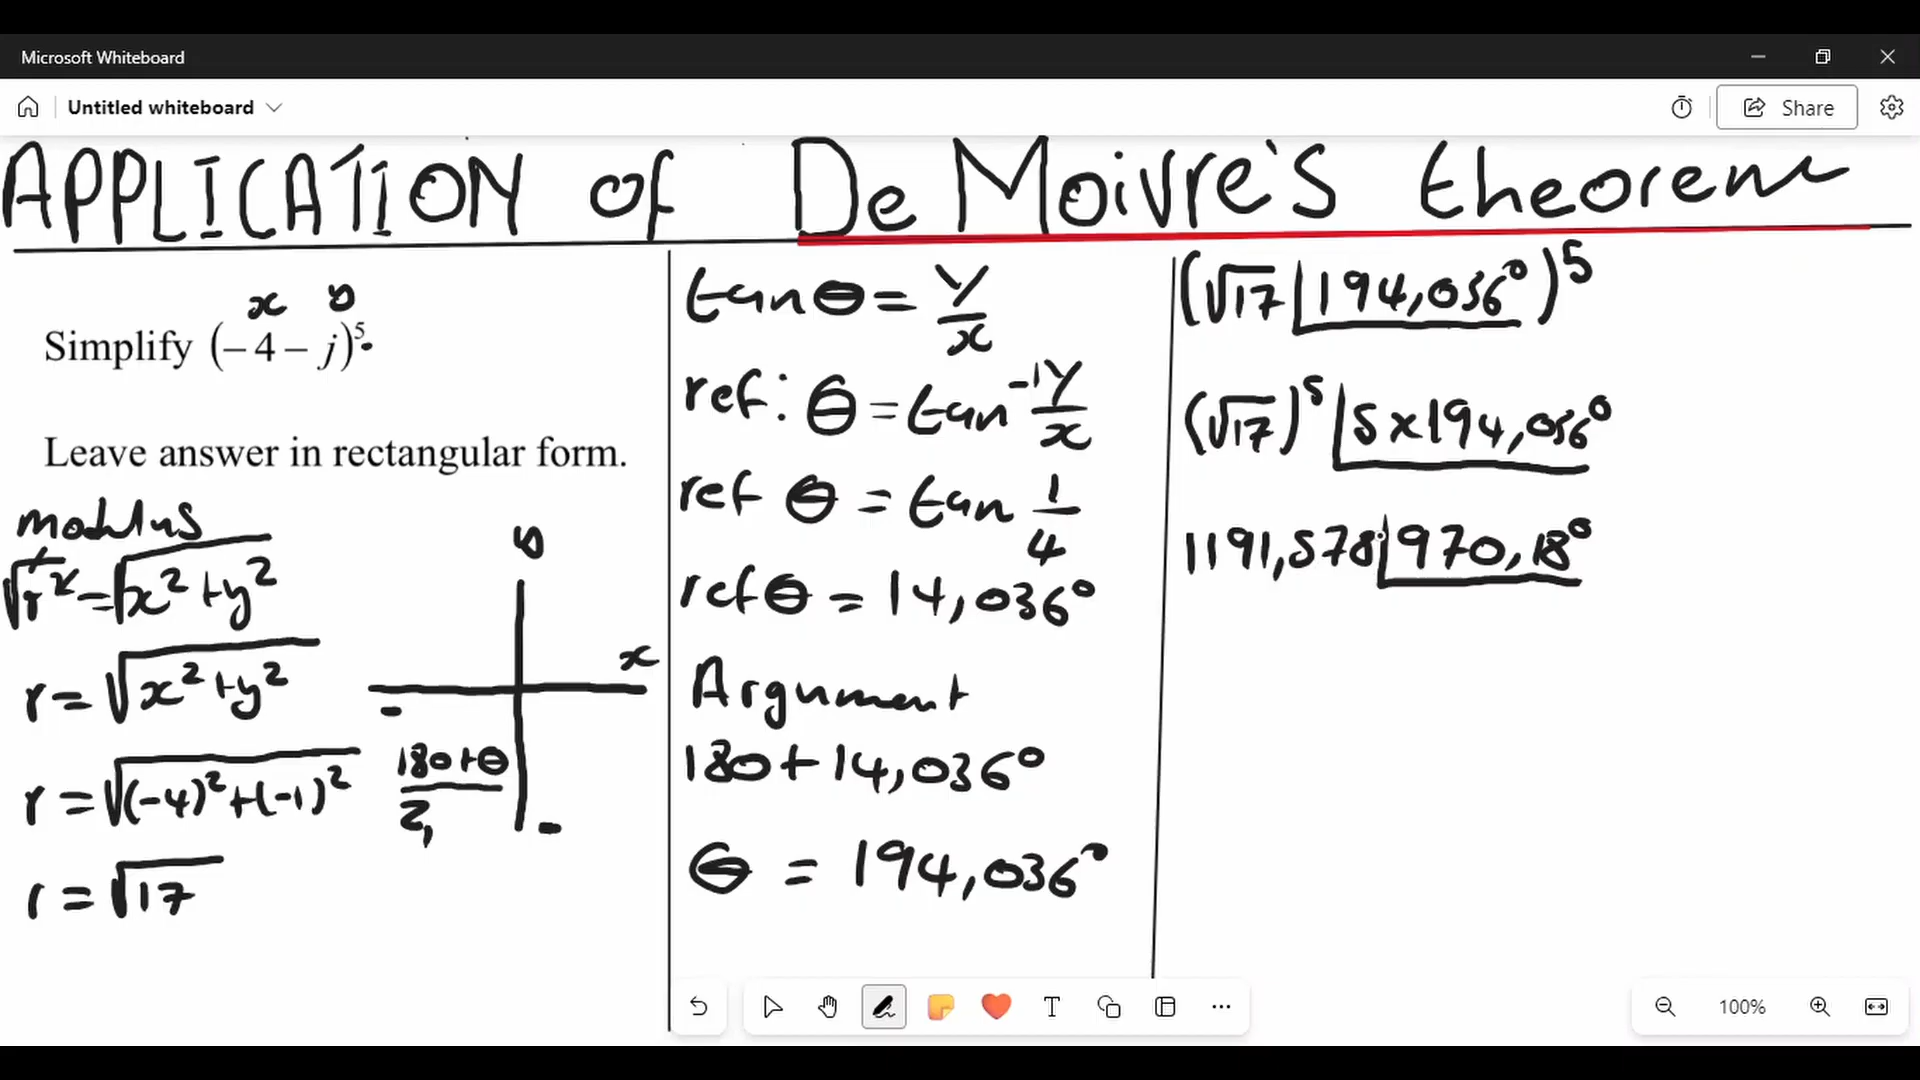 Microsoft Whiteboard
Untitled whiteboard
Share
APPLICATION of De Moivre's theorem
x y
Simplify (– 4 – j)⁵.
Leave answer in rectangular form.
modulus
√r² = √x² + y²
r = √x² + y²
r = √(-4)² + (-1)²
r = √17
y
x
-
180 + θ
-
tan θ = y/x
ref: θ = tan⁻¹ y/x
ref θ = tan 1/4
ref θ = 14,036°
Argument
180 + 14,036°
θ = 194,036°
(√17 ∠194,036°)⁵
(√17)⁵ ∠5 × 194,036°
1191,578 ∠970,18°
100%